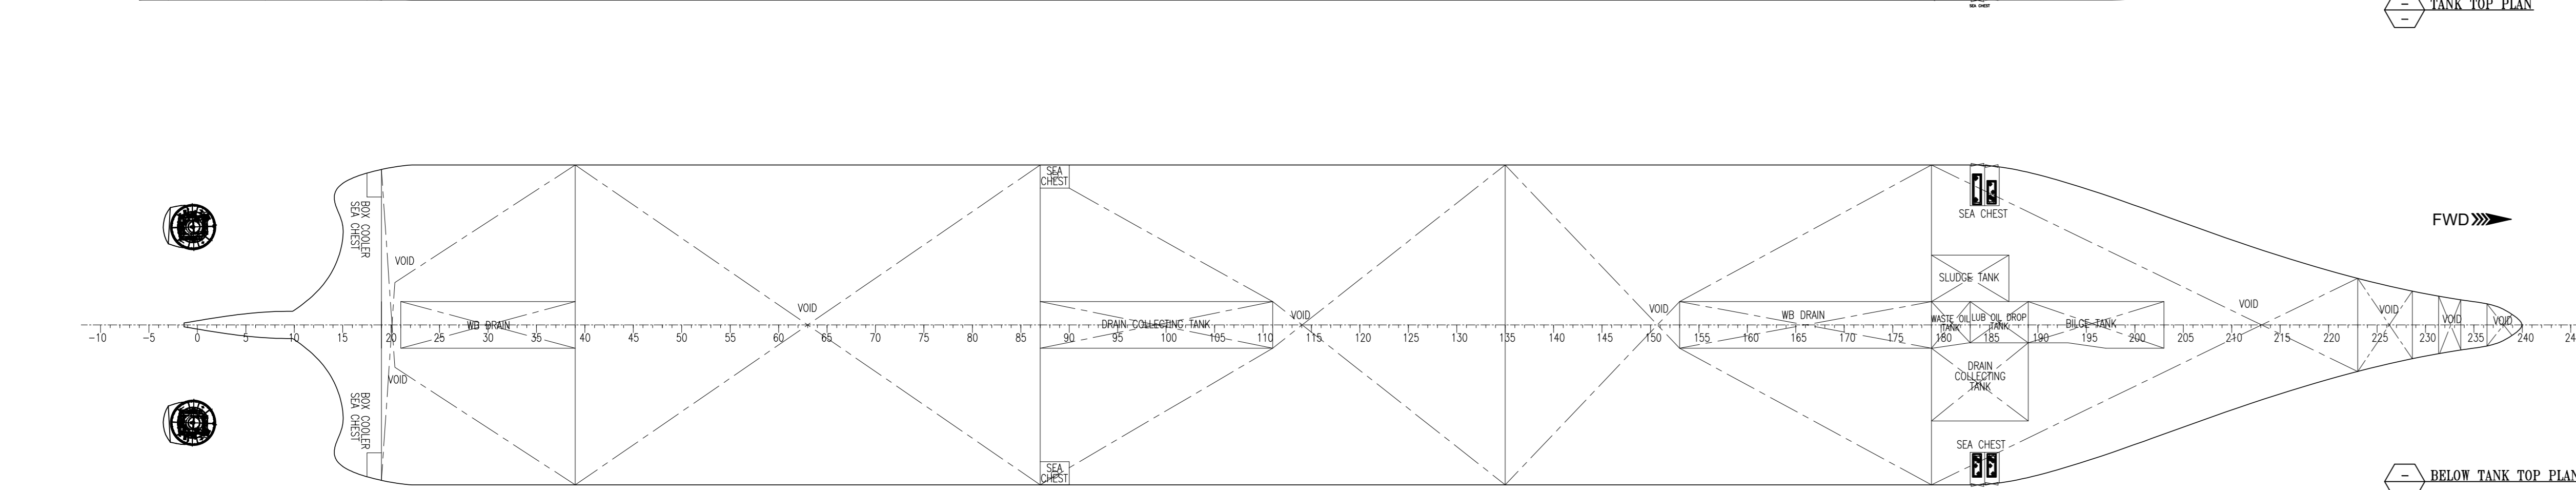 SEA CHEST
-
-
TANK TOP PLAN
SEA
CHEST
SEA CHEST
FWD
BOX COOLER
SEA CHEST
VOID
SLUDGE TANK
VOID
VOID
VOID
VOID
VOID
VOID
VOID
WB DRAIN
DRAIN COLLECTING TANK
WB DRAIN
WASTE OIL
TANK
LUB OIL DROP
TANK
BILGE TANK
-10 -5 0 5 10 15 20 25 30 35 40 45 50 55 60 65 70 75 80 85 90 95 100 105 110 115 120 125 130 135 140 145 150 155 160 165 170 175 180 185 190 195 200 205 210 215 220 225 230 235 240
VOID
DRAIN
COLLECTING
TANK
BOX COOLER
SEA CHEST
SEA CHEST
SEA
CHEST
-
BELOW TANK TOP PLAN